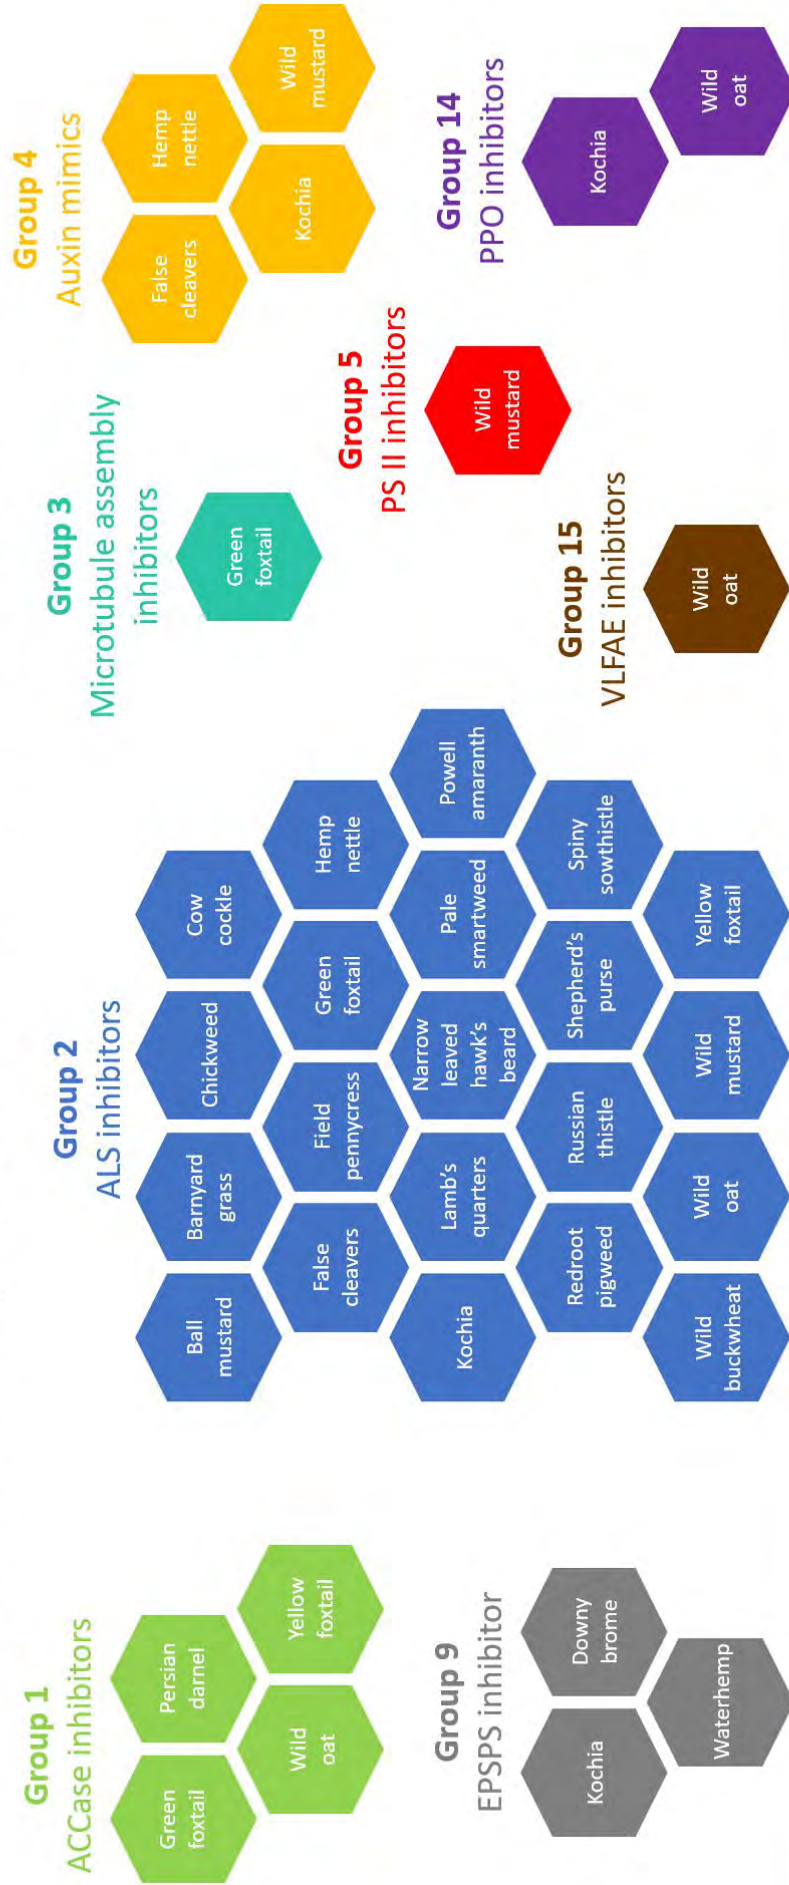 Group 1
ACCase inhibitors
Green
foxtail
Persian
darnel
Wild
oat
Yellow
foxtail
Group 9
EPSPS inhibitor
Kochia
Downy
brome
Waterhemp
Group 2
ALS inhibitors
Ball
mustard
Barnyard
grass
Chickweed
Cow
cockle
False
cleavers
Field
pennycress
Green
foxtail
Hemp
nettle
Kochia
Lamb's
quarters
Narrow
leaved
hawk's
beard
Pale
smartweed
Powell
amaranth
Redroot
pigweed
Russian
thistle
Shepherd's
purse
Spiny
sowthistle
Wild
buckwheat
Wild
oat
Wild
mustard
Yellow
foxtail
Group 3
Microtubule assembly
inhibitors
Green
foxtail
Group 15
VLFAE inhibitors
Wild
oat
Group 5
PS II inhibitors
Wild
mustard
Group 4
Auxin mimics
False
cleavers
Hemp
nettle
Kochia
Wild
mustard
Group 14
PPO inhibitors
Kochia
Wild
oat